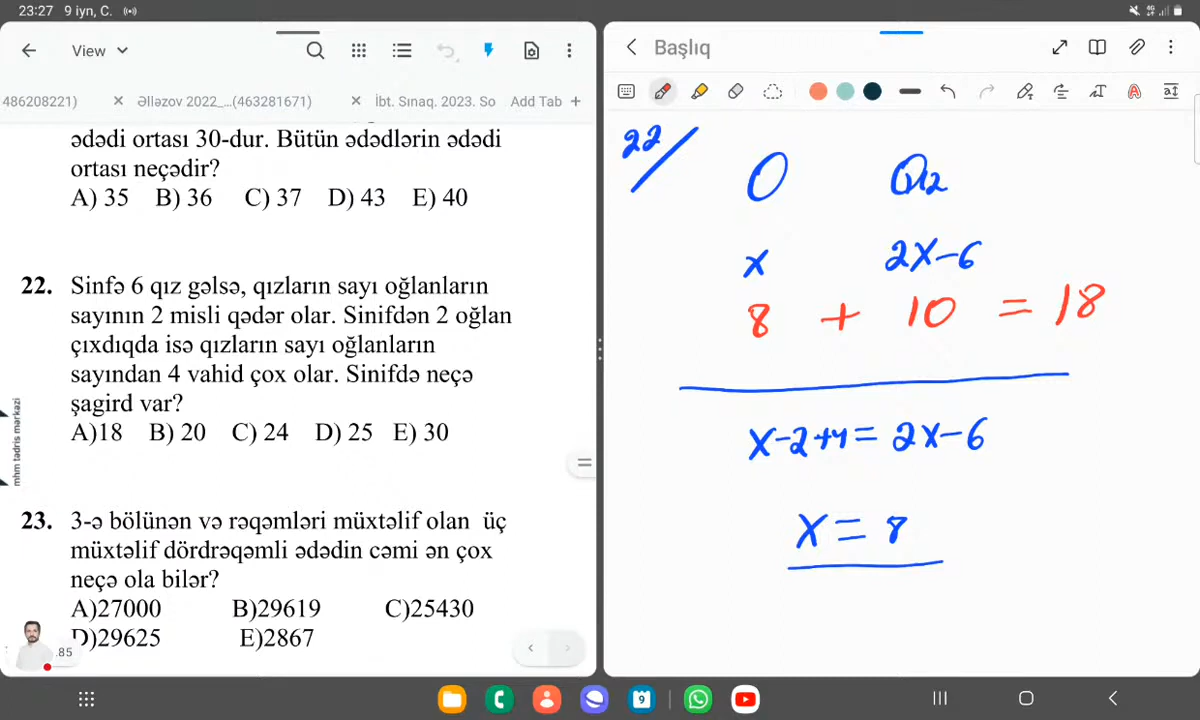 23:27 9 iyn, C.
View
486208221) × Əlləzov 2022_...(463281671) × İbt. Sınaq. 2023. So Add Tab +
ədədi ortası 30-dur. Bütün ədədlərin ədədi
ortası neçədir?
A) 35 B) 36 C) 37 D) 43 E) 40
22. Sinfə 6 qız gəlsə, qızların sayı oğlanların
sayının 2 misli qədər olar. Sinifdən 2 oğlan
çıxdıqda isə qızların sayı oğlanların
sayından 4 vahid çox olar. Sinifdə neçə
şagird var?
A)18 B) 20 C) 24 D) 25 E) 30
mhm tədris mərkəzi
23. 3-ə bölünən və rəqəmləri müxtəlif olan üç
müxtəlif dördrəqəmli ədədin cəmi ən çox
neçə ola bilər?
A)27000 B)29619 C)25430
D)29625 E)2867
.85
Başlıq
22/
O Qız
x 2x-6
8 + 10 = 18
x-2+4=2x-6
x=8
9